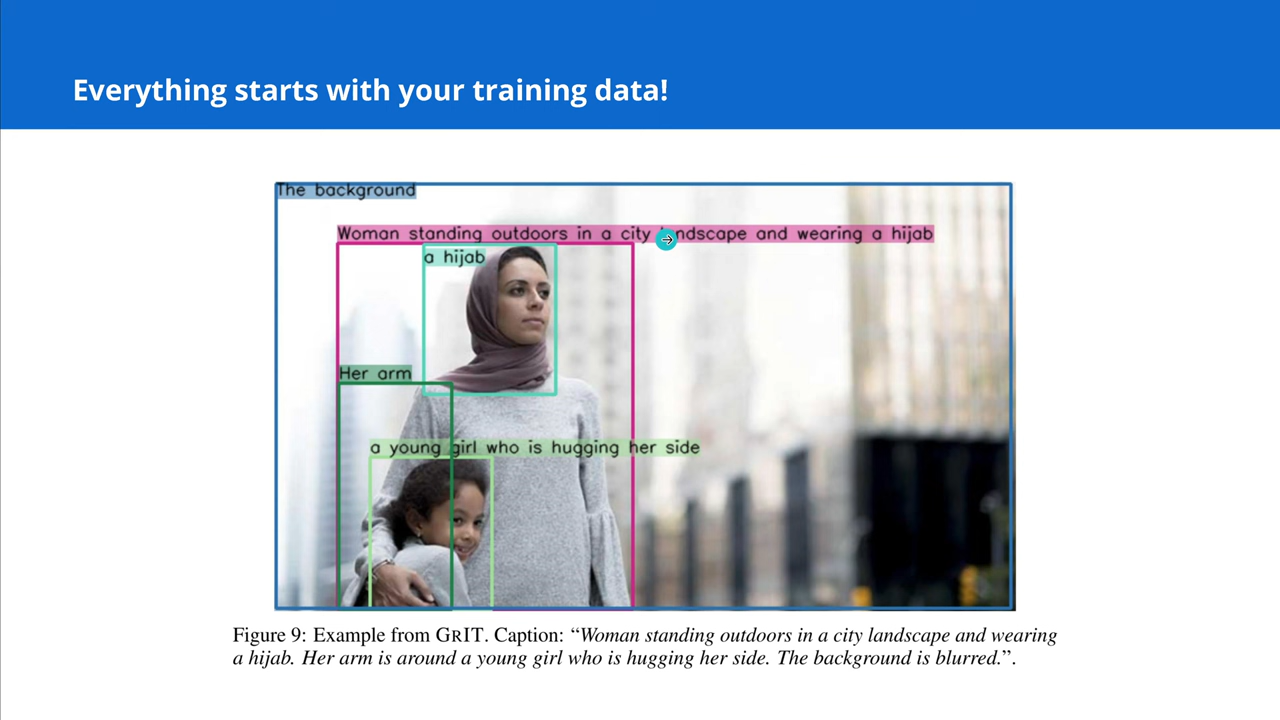 Everything starts with your training data!
The background
Woman standing outdoors in a city ndscape and wearing a hijab
a hijab
Her arm
a young girl who is hugging her side
Figure 9: Example from GRIT. Caption: “Woman standing outdoors in a city landscape and wearing
a hijab. Her arm is around a young girl who is hugging her side. The background is blurred.”.